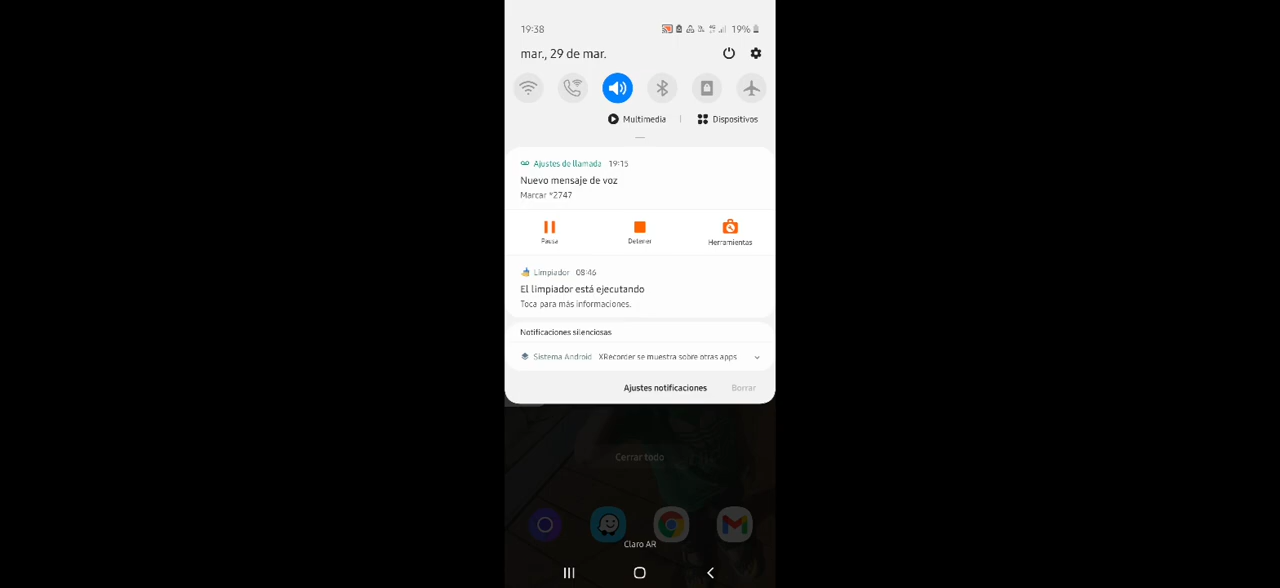 19:38 19%
mar., 29 de mar.
Multimedia | Dispositivos
Ajustes de llamada 19:15
Nuevo mensaje de voz
Marcar *2747
Pausa Detener Herramientas
Limpiador 08:46
El limpiador está ejecutando
Toca para más informaciones.
Notificaciones silenciosas
Sistema Android XRecorder se muestra sobre otras apps
Ajustes notificaciones Borrar
Cerrar todo
Claro AR